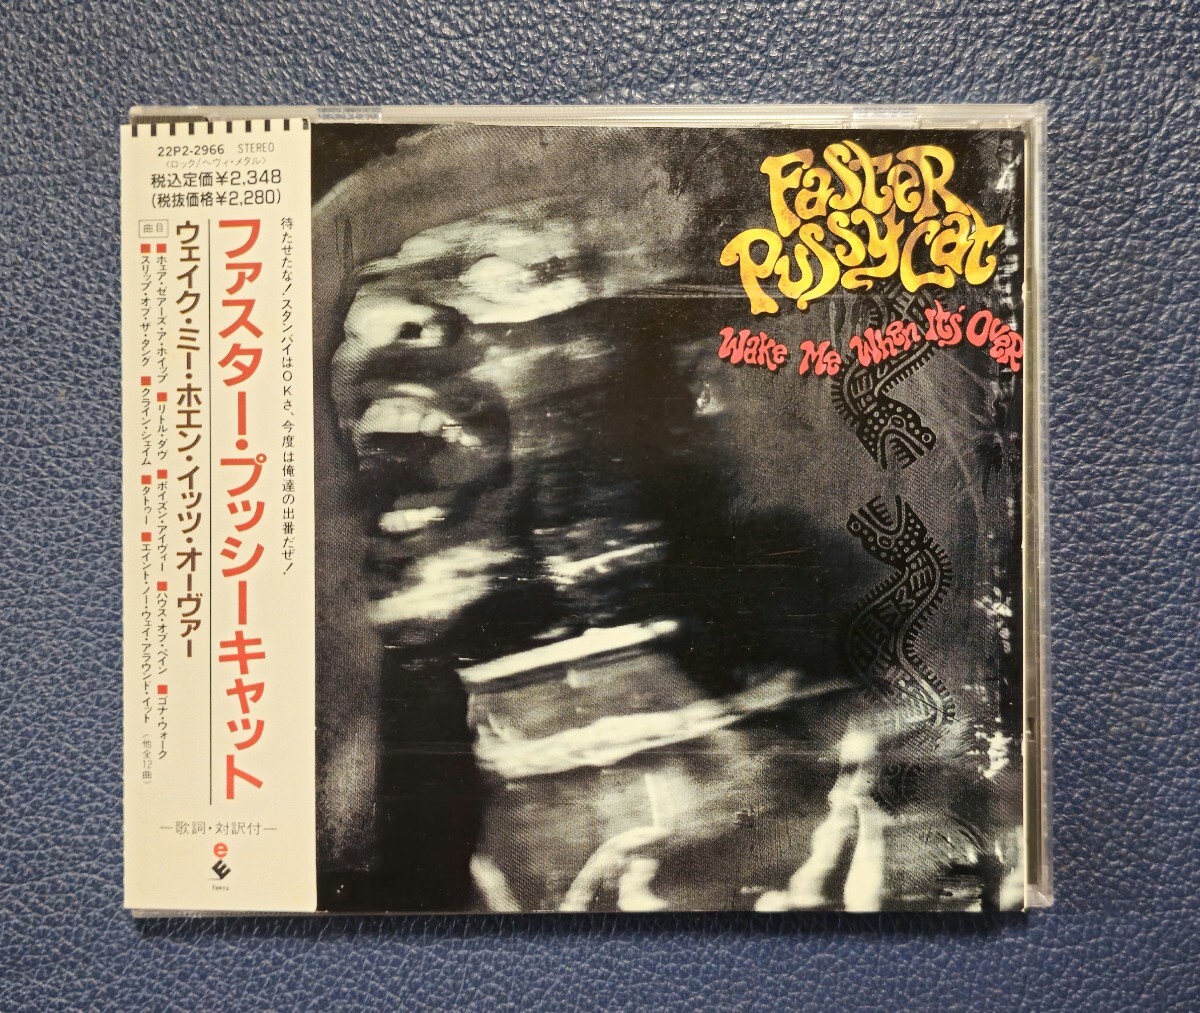 22P2-2966 STEREO
〈ロック/ヘヴィ・メタル〉
税込定価¥2,348
(税抜価格¥2,280)
待たせたな!スタンバイはOKさ、今度は俺達の出番だぜ!
ファスター・プッシーキャット
ウェイク・ミー・ホエン・イッツ・オーヴァー
曲目
■ホェア・ゼアーズ・ア・ホイップ ■リトル・ダヴ ■ポイズン・アイヴィー ■ハウス・オブ・ペイン ■ゴナ・ウォーク
■スリップ・オブ・ザ・タング ■クライン・シェイム ■タトゥー ■エイント・ノー・ウェイ・アラウンド・イット (他全12曲)
—歌詞・対訳付—
Elektra
Faster
Pussycat
Wake Me When It's Over